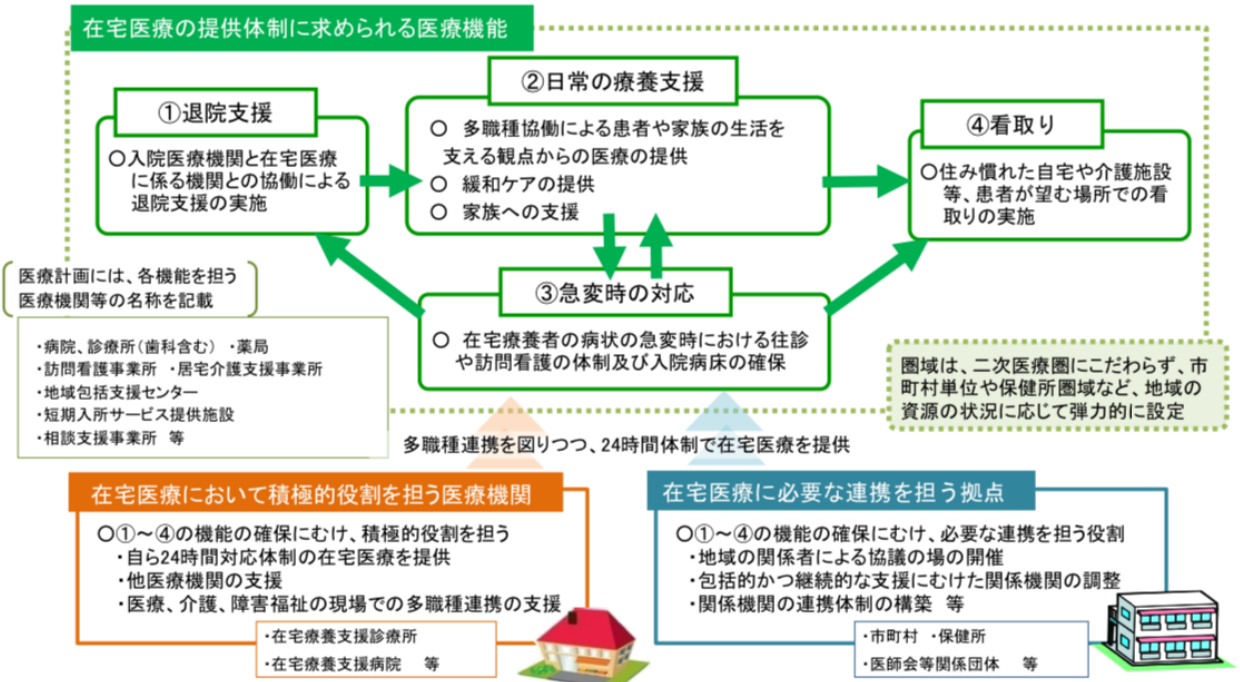 在宅医療の提供体制に求められる医療機能
①退院支援
〇入院医療機関と在宅医療
に係る機関との協働による
退院支援の実施
②日常の療養支援
〇 多職種協働による患者や家族の生活を
支える観点からの医療の提供
〇 緩和ケアの提供
〇 家族への支援
④看取り
〇住み慣れた自宅や介護施設
等、患者が望む場所での看
取りの実施
③急変時の対応
〇 在宅療養者の病状の急変時における往診
や訪問看護の体制及び入院病床の確保
医療計画には、各機能を担う
医療機関等の名称を記載
・病院、診療所(歯科含む) ・薬局
・訪問看護事業所 ・居宅介護支援事業所
・地域包括支援センター
・短期入所サービス提供施設
・相談支援事業所 等
圏域は、二次医療圏にこだわらず、市
町村単位や保健所圏域など、地域の
資源の状況に応じて弾力的に設定
多職種連携を図りつつ、24時間体制で在宅医療を提供
在宅医療において積極的役割を担う医療機関
〇①~④の機能の確保にむけ、積極的役割を担う
・自ら24時間対応体制の在宅医療を提供
・他医療機関の支援
・医療、介護、障害福祉の現場での多職種連携の支援
・在宅療養支援診療所
・在宅療養支援病院 等
在宅医療に必要な連携を担う拠点
〇①~④の機能の確保にむけ、必要な連携を担う役割
・地域の関係者による協議の場の開催
・包括的かつ継続的な支援にむけた関係機関の調整
・関係機関の連携体制の構築 等
・市町村 ・保健所
・医師会等関係団体 等